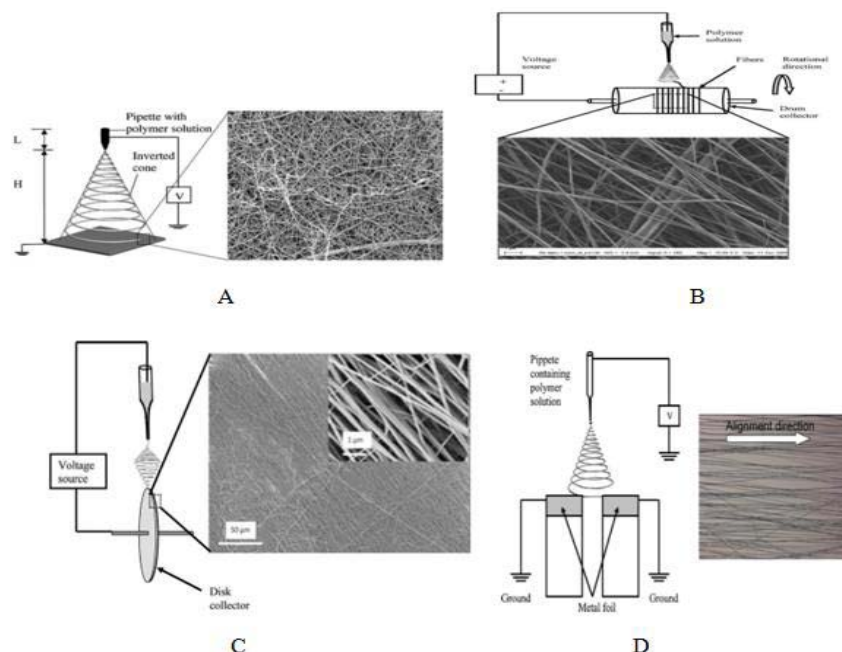 Pipette with
polymer solution
Inverted
cone
L
H
V
A
Polymer
solution
Voltage
source
+
-
Fibers
Rotational
direction
Drum
collector
B
Voltage
source
1 µm
50 µm
Disk
collector
C
Pippete
containing
polymer
solution
V
Alignment direction
Ground
Metal foil
Ground
D